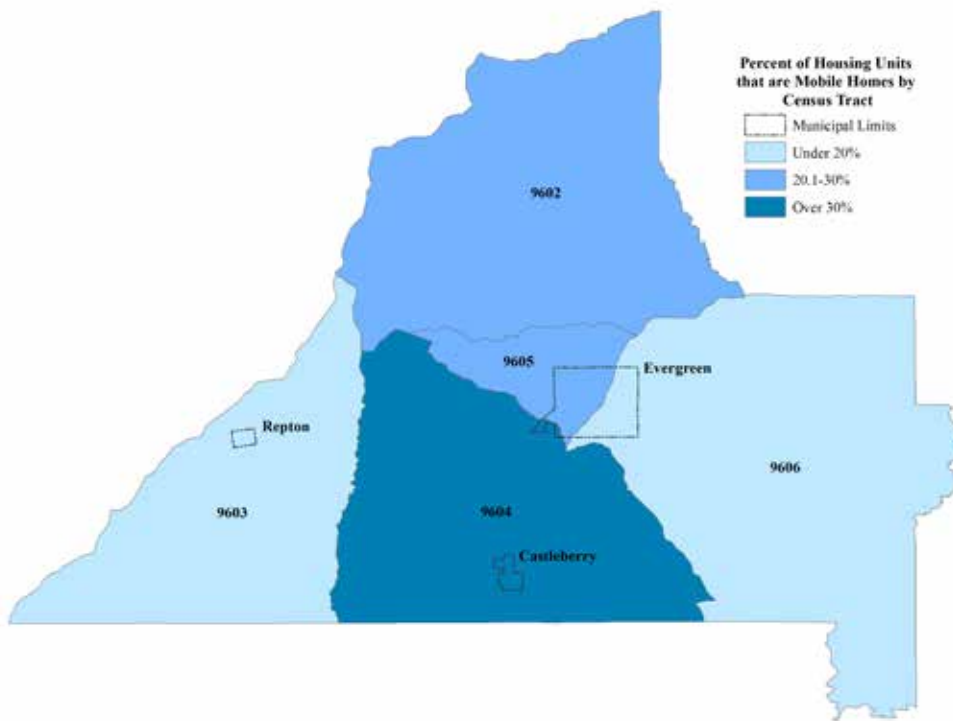 Percent of Housing Units
that are Mobile Homes by
Census Tract
Municipal Limits
Under 20%
20.1-30%
Over 30%
9602
9605
Evergreen
Repton
9606
9603
9604
Castleberry